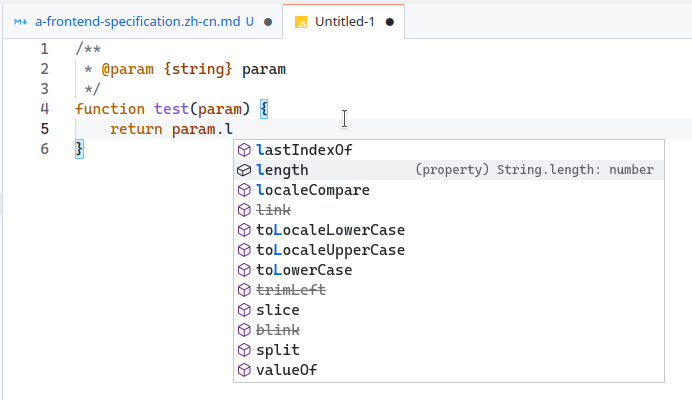 a-frontend-specification.zh-cn.md U ● JS Untitled-1 ●
1 /**
2  * @param {string} param
3  */
4 function test(param) {
5     return param.l
6 }
lastIndexOf
length (property) String.length: number
localeCompare
link
toLocaleLowerCase
toLocaleUpperCase
toLowerCase
trimLeft
slice
blink
split
valueOf